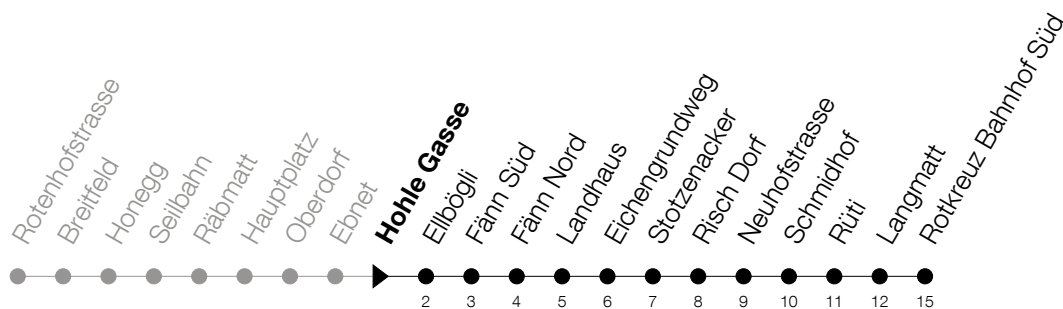 Rotenhofstrasse
Breitfeld
Honegg
Seilbahn
Räbmatt
Hauptplatz
Oberdorf
Ebnet
Hohle Gasse
Ellbögli
Fänn Süd
Fänn Nord
Landhaus
Eichengrundweg
Stotzenacker
Risch Dorf
Neuhofstrasse
Schmidhof
Rüti
Langmatt
Rotkreuz Bahnhof Süd
2 3 4 5 6 7 8 9 10 11 12 15